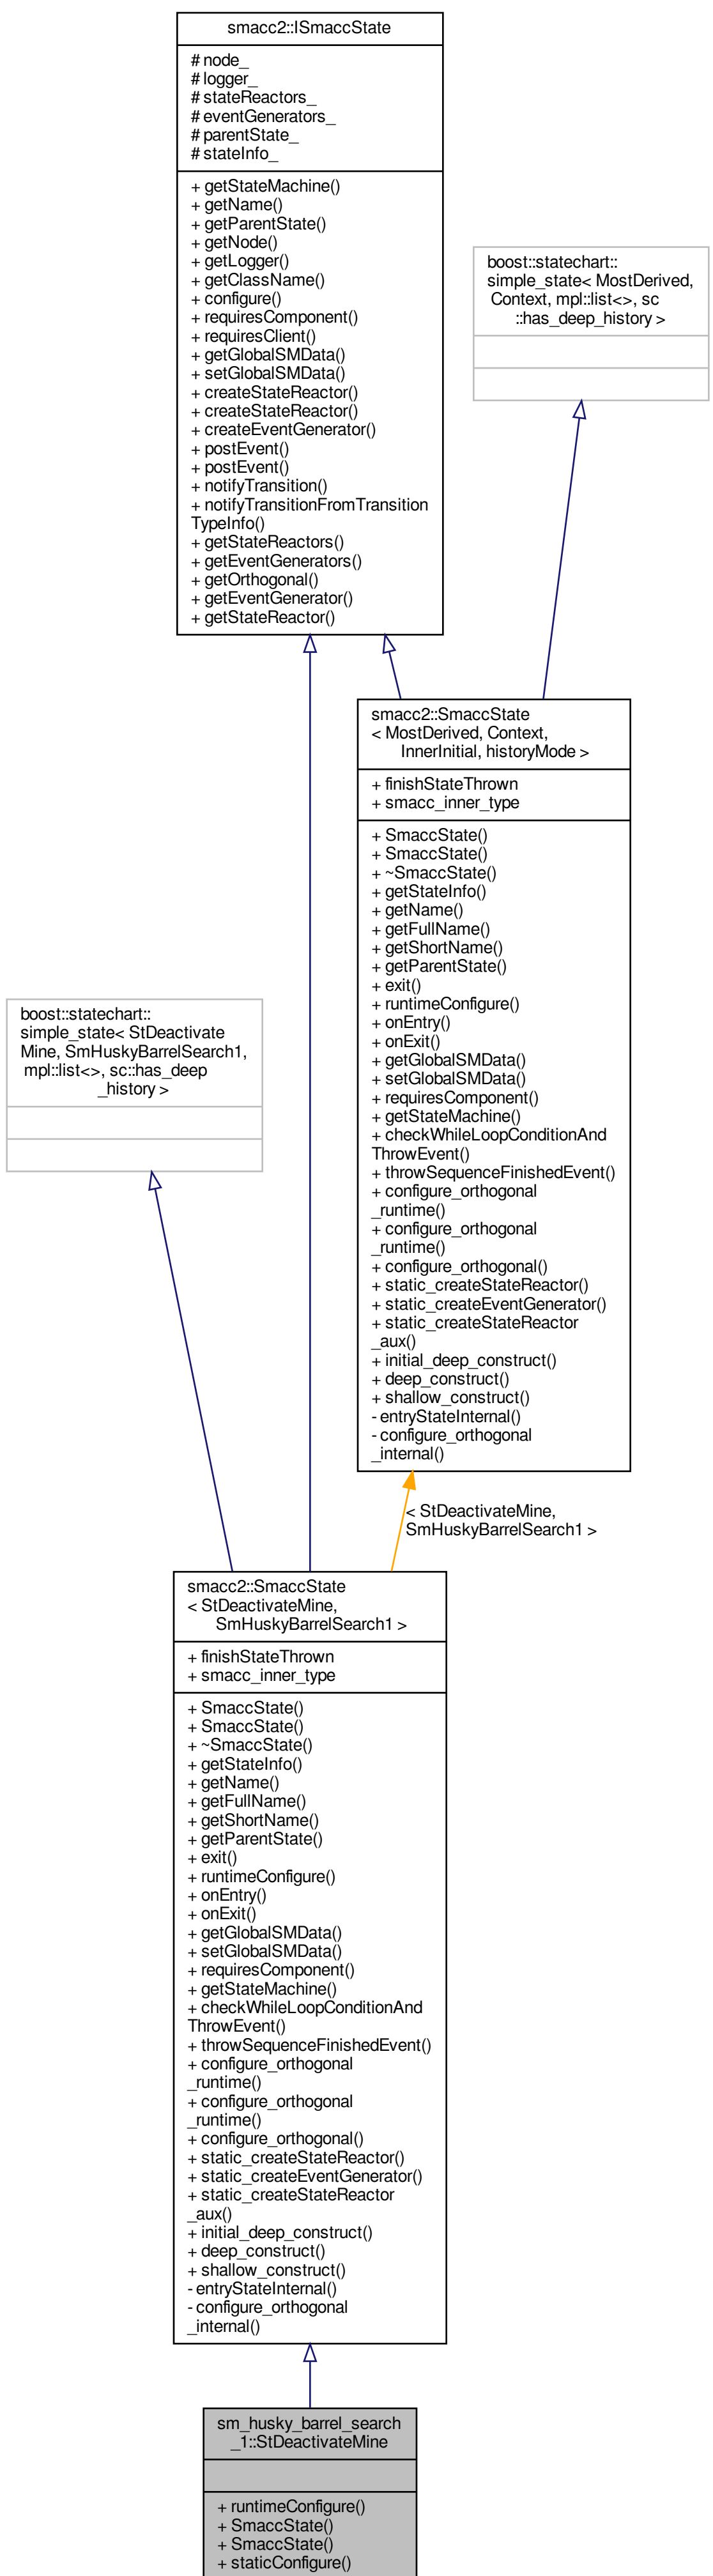 smacc2::ISmaccState
# node_
# logger_
# stateReactors_
# eventGenerators_
# parentState_
# stateInfo_
+ getStateMachine()
+ getName()
+ getParentState()
+ getNode()
+ getLogger()
+ getClassName()
+ configure()
+ requiresComponent()
+ requiresClient()
+ getGlobalSMData()
+ setGlobalSMData()
+ createStateReactor()
+ createStateReactor()
+ createEventGenerator()
+ postEvent()
+ postEvent()
+ notifyTransition()
+ notifyTransitionFromTransition
TypeInfo()
+ getStateReactors()
+ getEventGenerators()
+ getOrthogonal()
+ getEventGenerator()
+ getStateReactor()
boost::statechart::
simple_state< MostDerived,
Context, mpl::list<>, sc
::has_deep_history >
smacc2::SmaccState
< MostDerived, Context,
InnerInitial, historyMode >
+ finishStateThrown
+ smacc_inner_type
+ SmaccState()
+ SmaccState()
+ ~SmaccState()
+ getStateInfo()
+ getName()
+ getFullName()
+ getShortName()
+ getParentState()
+ exit()
+ runtimeConfigure()
+ onEntry()
+ onExit()
+ getGlobalSMData()
+ setGlobalSMData()
+ requiresComponent()
+ getStateMachine()
+ checkWhileLoopConditionAnd
ThrowEvent()
+ throwSequenceFinishedEvent()
+ configure_orthogonal
_runtime()
+ configure_orthogonal
_runtime()
+ configure_orthogonal()
+ static_createStateReactor()
+ static_createEventGenerator()
+ static_createStateReactor
_aux()
+ initial_deep_construct()
+ deep_construct()
+ shallow_construct()
- entryStateInternal()
- configure_orthogonal
_internal()
boost::statechart::
simple_state< StDeactivate
Mine, SmHuskyBarrelSearch1,
mpl::list<>, sc::has_deep
_history >
< StDeactivateMine,
SmHuskyBarrelSearch1 >
smacc2::SmaccState
< StDeactivateMine,
SmHuskyBarrelSearch1 >
+ finishStateThrown
+ smacc_inner_type
+ SmaccState()
+ SmaccState()
+ ~SmaccState()
+ getStateInfo()
+ getName()
+ getFullName()
+ getShortName()
+ getParentState()
+ exit()
+ runtimeConfigure()
+ onEntry()
+ onExit()
+ getGlobalSMData()
+ setGlobalSMData()
+ requiresComponent()
+ getStateMachine()
+ checkWhileLoopConditionAnd
ThrowEvent()
+ throwSequenceFinishedEvent()
+ configure_orthogonal
_runtime()
+ configure_orthogonal
_runtime()
+ configure_orthogonal()
+ static_createStateReactor()
+ static_createEventGenerator()
+ static_createStateReactor
_aux()
+ initial_deep_construct()
+ deep_construct()
+ shallow_construct()
- entryStateInternal()
- configure_orthogonal
_internal()
sm_husky_barrel_search
_1::StDeactivateMine
+ runtimeConfigure()
+ SmaccState()
+ SmaccState()
+ staticConfigure()